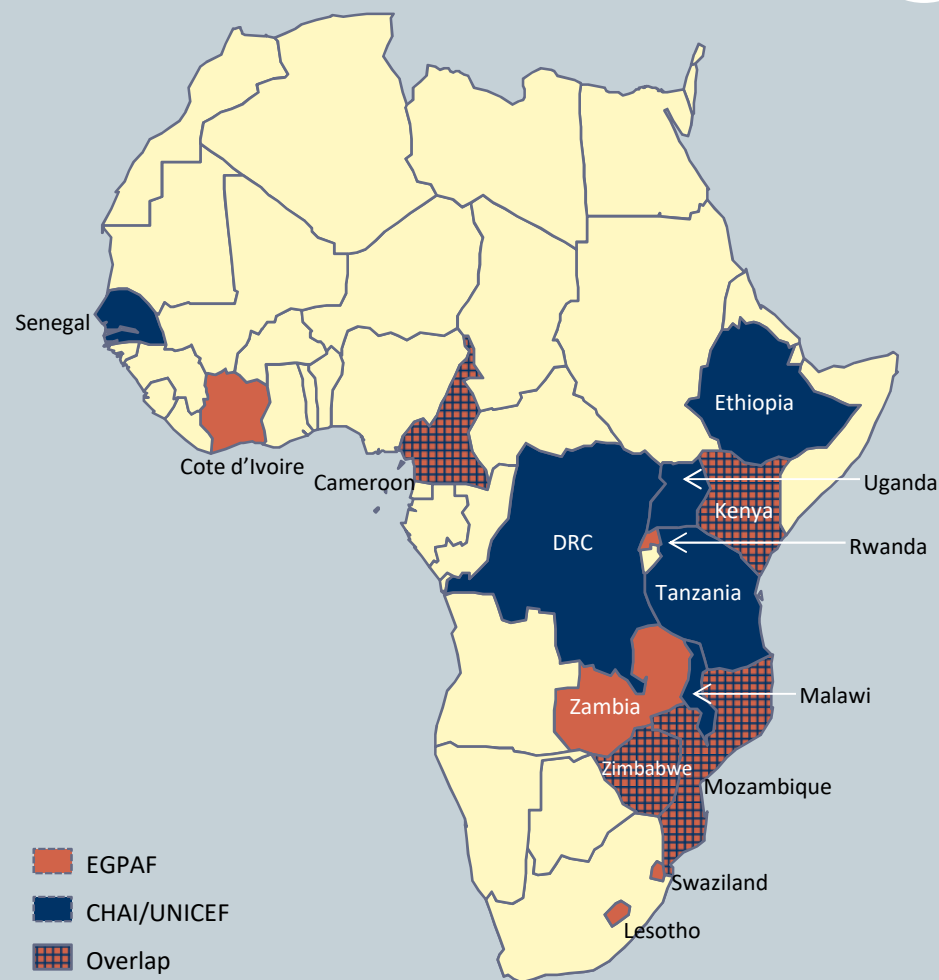 Senegal
Ethiopia
Cote d’Ivoire
Cameroon
Uganda
Kenya
DRC
Rwanda
Tanzania
Malawi
Zambia
Zimbabwe
Mozambique
EGPAF
Swaziland
CHAI/UNICEF
Lesotho
Overlap